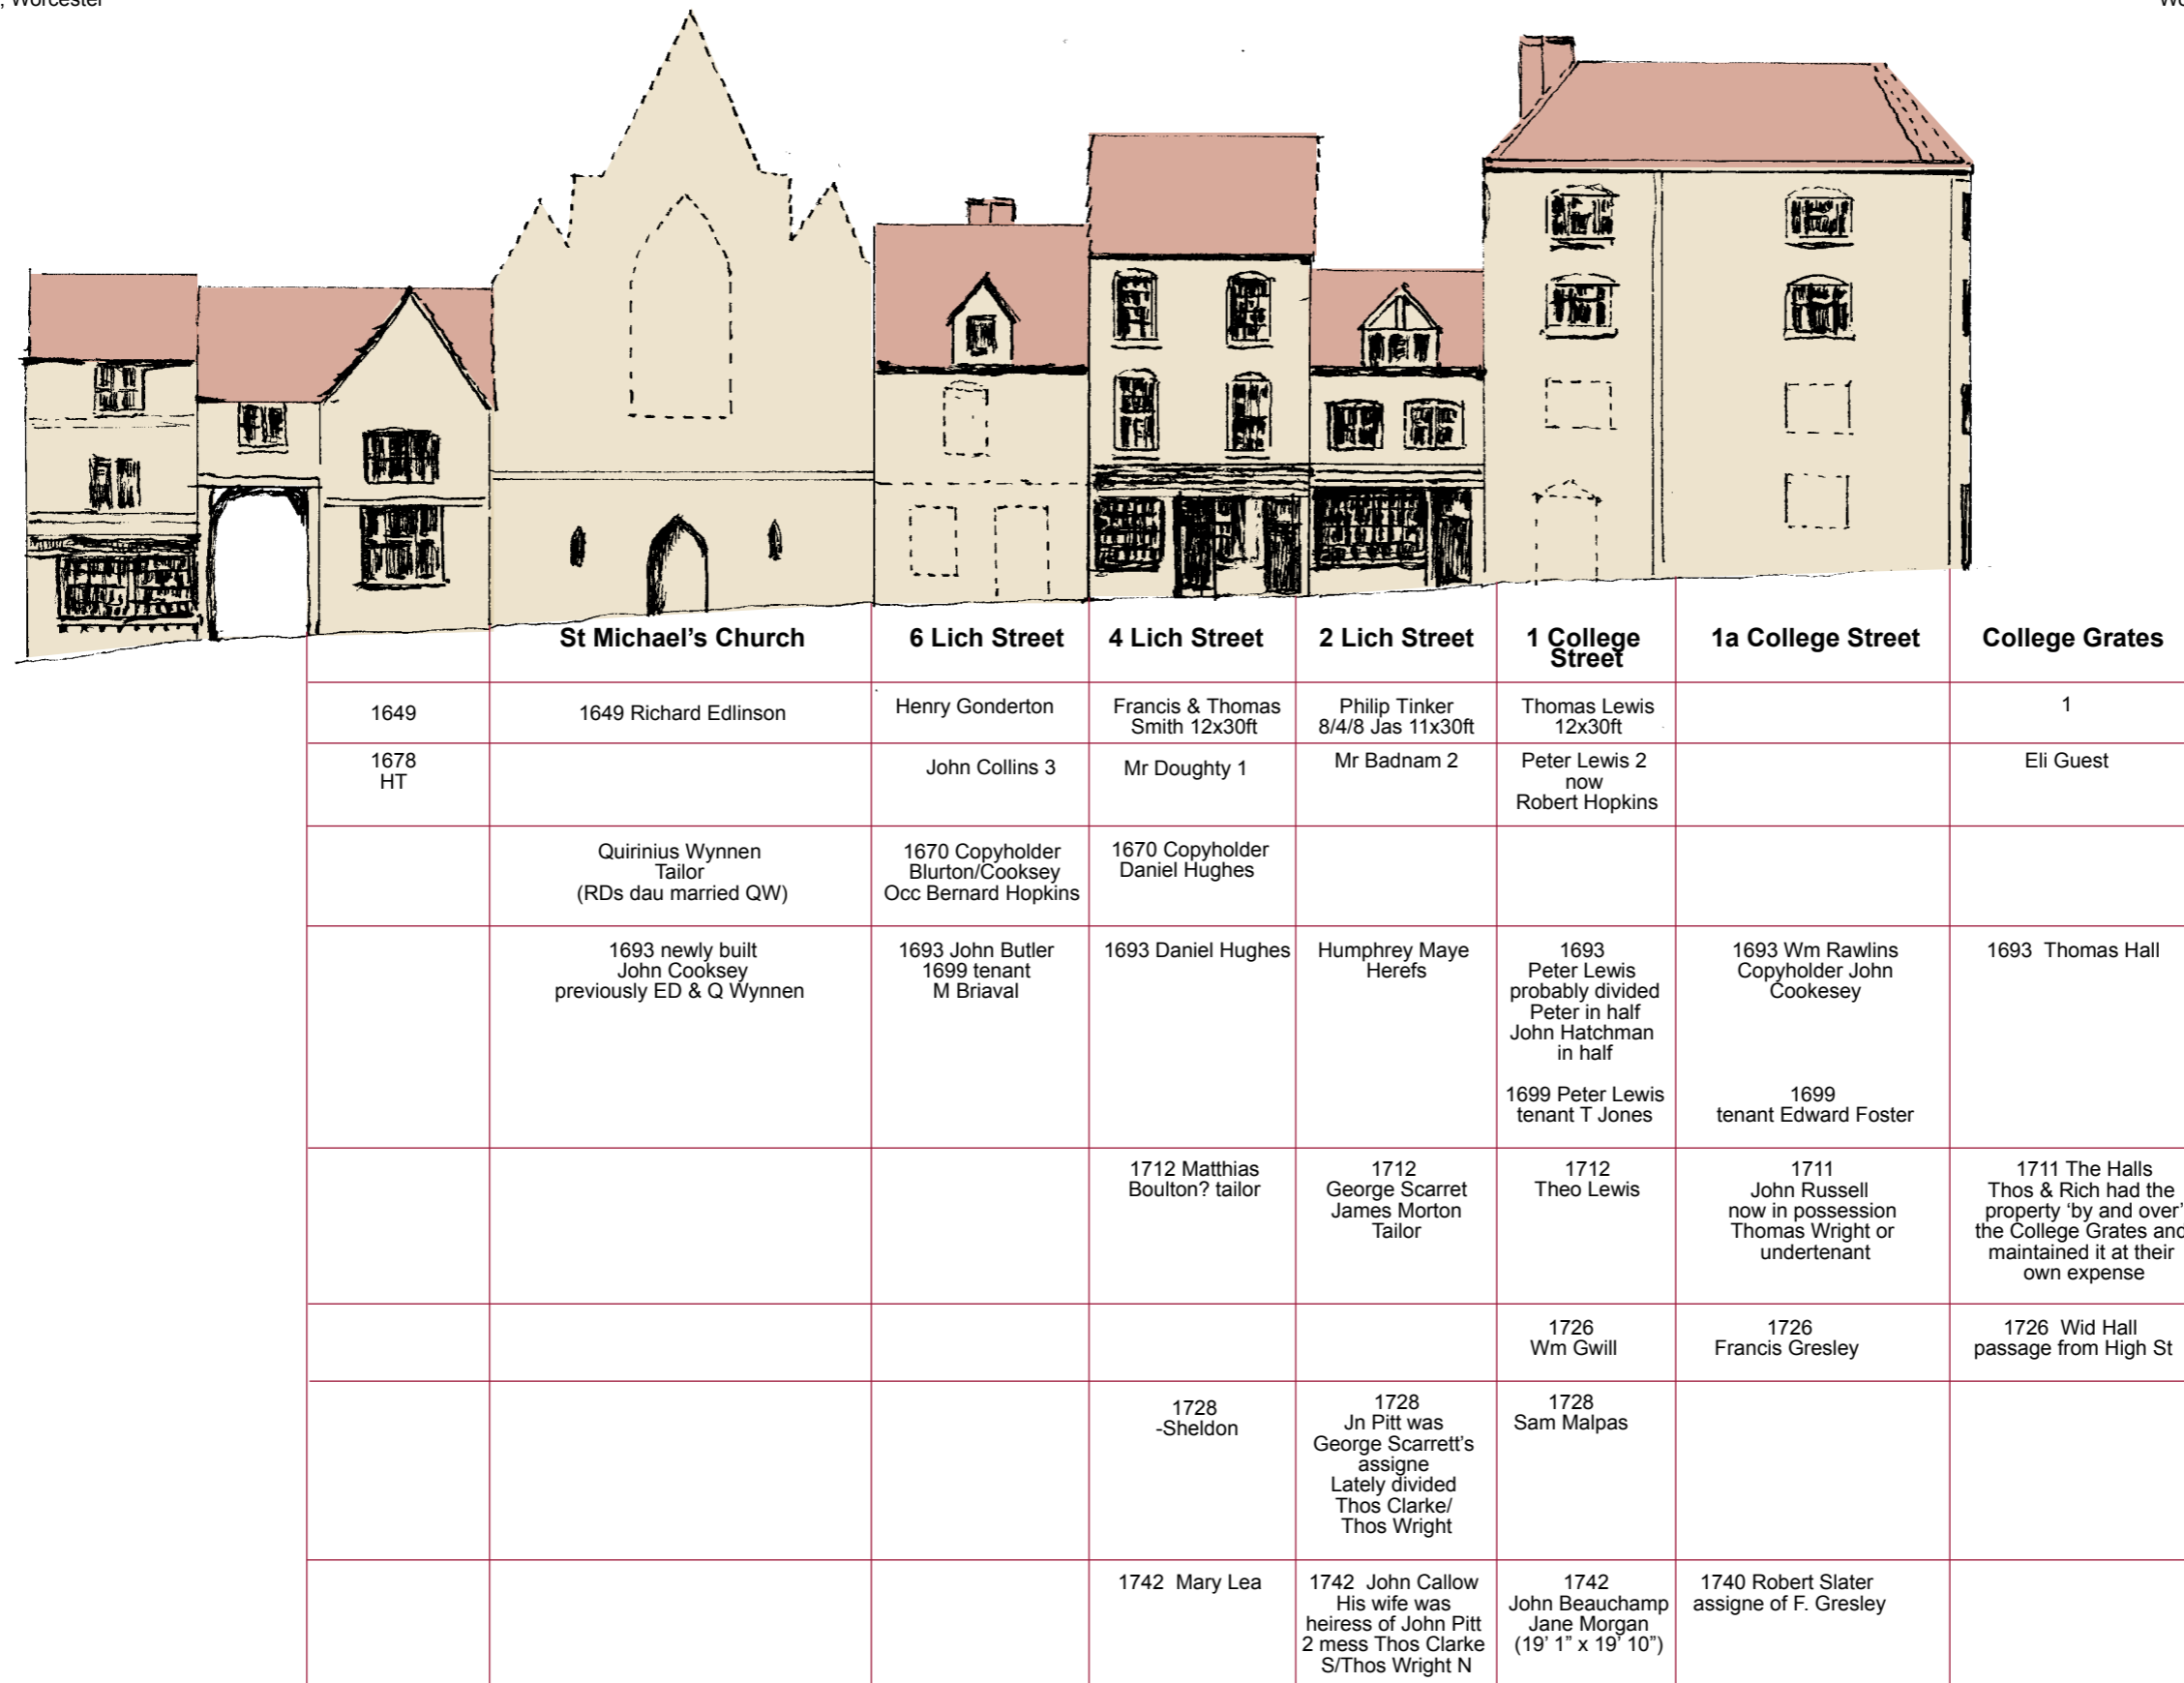 , Worcester
St Michael’s Church
6 Lich Street
4 Lich Street
2 Lich Street
1 College
Street
1a College Street
College Grates
1649
1649 Richard Edlinson
Henry Gonderton
Francis & Thomas
Smith 12x30ft
Philip Tinker
8/4/8 Jas 11x30ft
Thomas Lewis
12x30ft
1
1678
HT
John Collins 3
Mr Doughty 1
Mr Badnam 2
Peter Lewis 2
now
Robert Hopkins
Eli Guest
Quirinius Wynnen
Tailor
(RDs dau married QW)
1670 Copyholder
Blurton/Cooksey
Occ Bernard Hopkins
1670 Copyholder
Daniel Hughes
1693 newly built
John Cooksey
previously ED & Q Wynnen
1693 John Butler
1699 tenant
M Briaval
1693 Daniel Hughes
Humphrey Maye
Herefs
1693
Peter Lewis
probably divided
Peter in half
John Hatchman
in half
1699 Peter Lewis
tenant T Jones
1693 Wm Rawlins
Copyholder John
Cookesey
1699
tenant Edward Foster
1693 Thomas Hall
1712 Matthias
Boulton? tailor
1712
George Scarret
James Morton
Tailor
1712
Theo Lewis
1711
John Russell
now in possession
Thomas Wright or
undertenant
1711 The Halls
Thos & Rich had the
property ‘by and over’
the College Grates and
maintained it at their
own expense
1726
Wm Gwill
1726
Francis Gresley
1726 Wid Hall
passage from High St
1728
-Sheldon
1728
Jn Pitt was
George Scarrett’s
assigne
Lately divided
Thos Clarke/
Thos Wright
1728
Sam Malpas
1742 Mary Lea
1742 John Callow
His wife was
heiress of John Pitt
2 mess Thos Clarke
S/Thos Wright N
1742
John Beauchamp
Jane Morgan
(19’ 1” x 19’ 10”)
1740 Robert Slater
assigne of F. Gresley